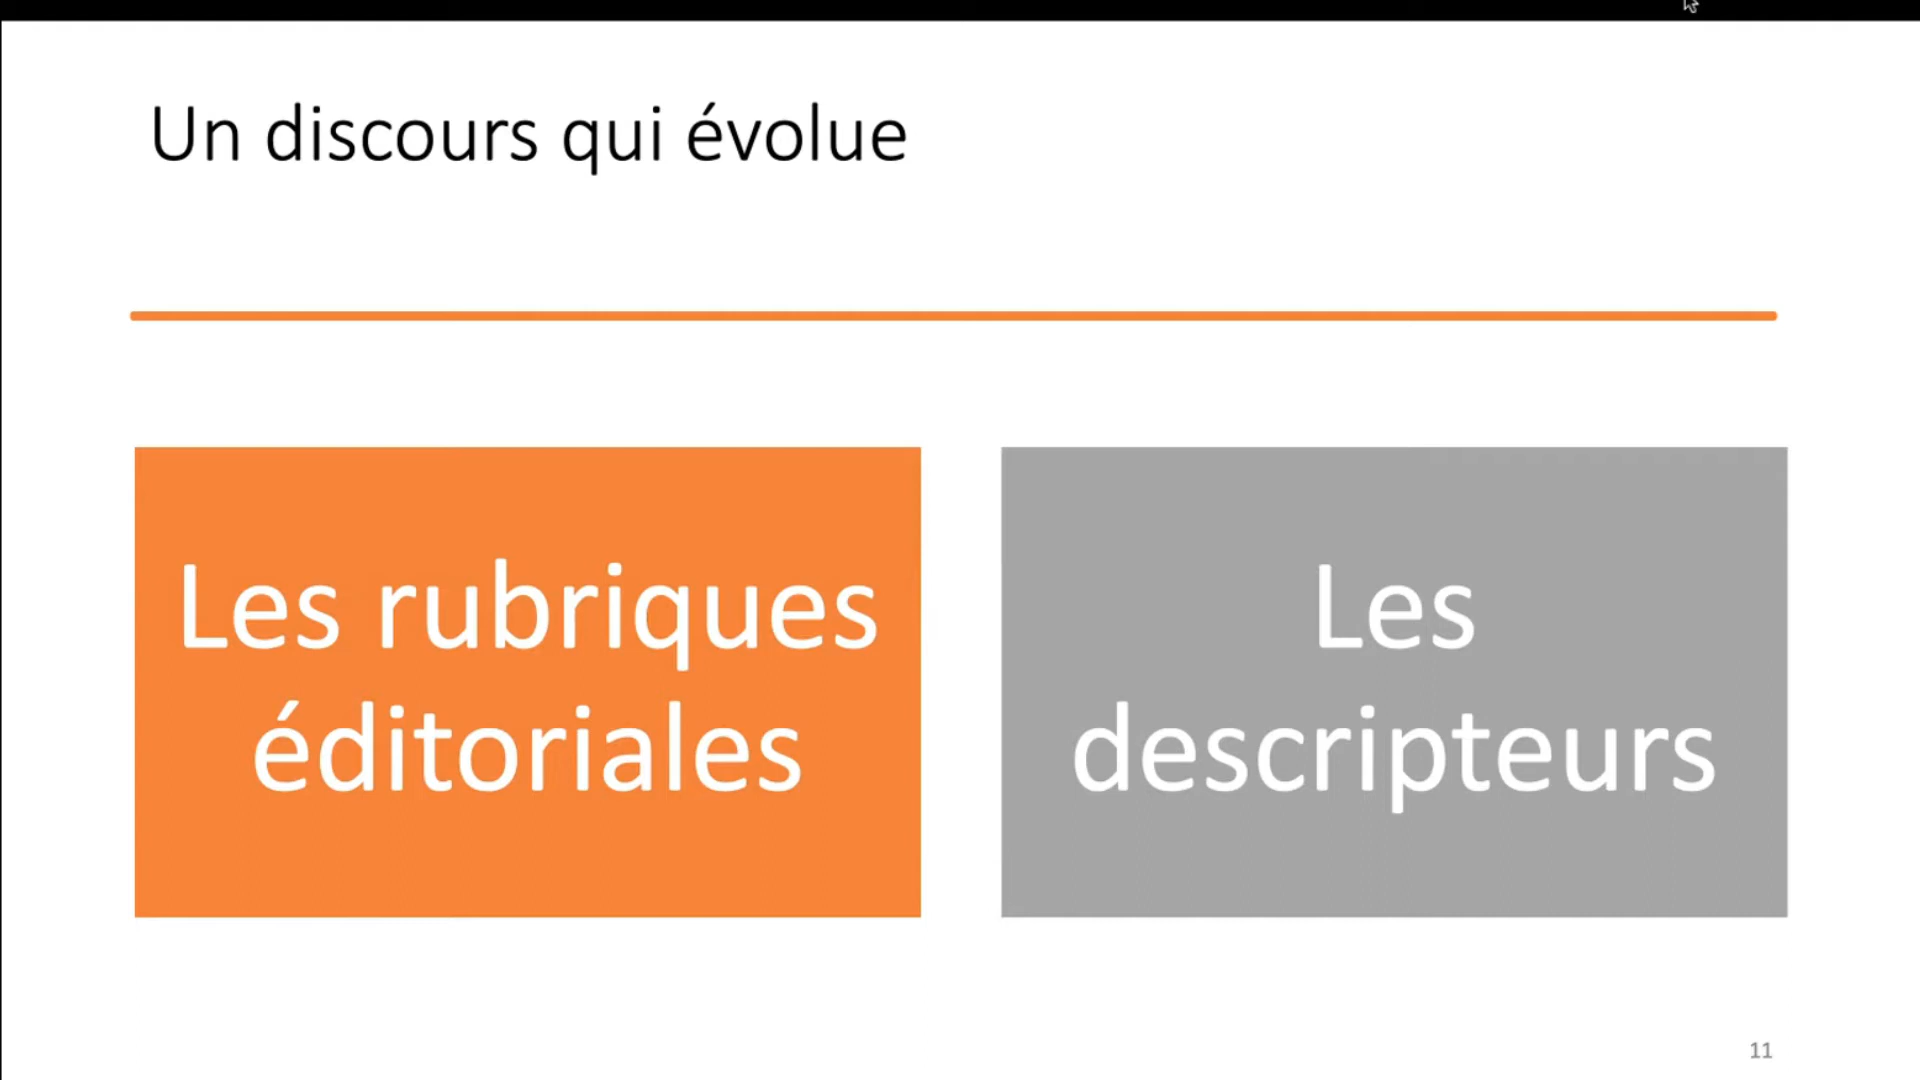 Un discours qui évolue
Les rubriques
éditoriales
Les
descripteurs
11